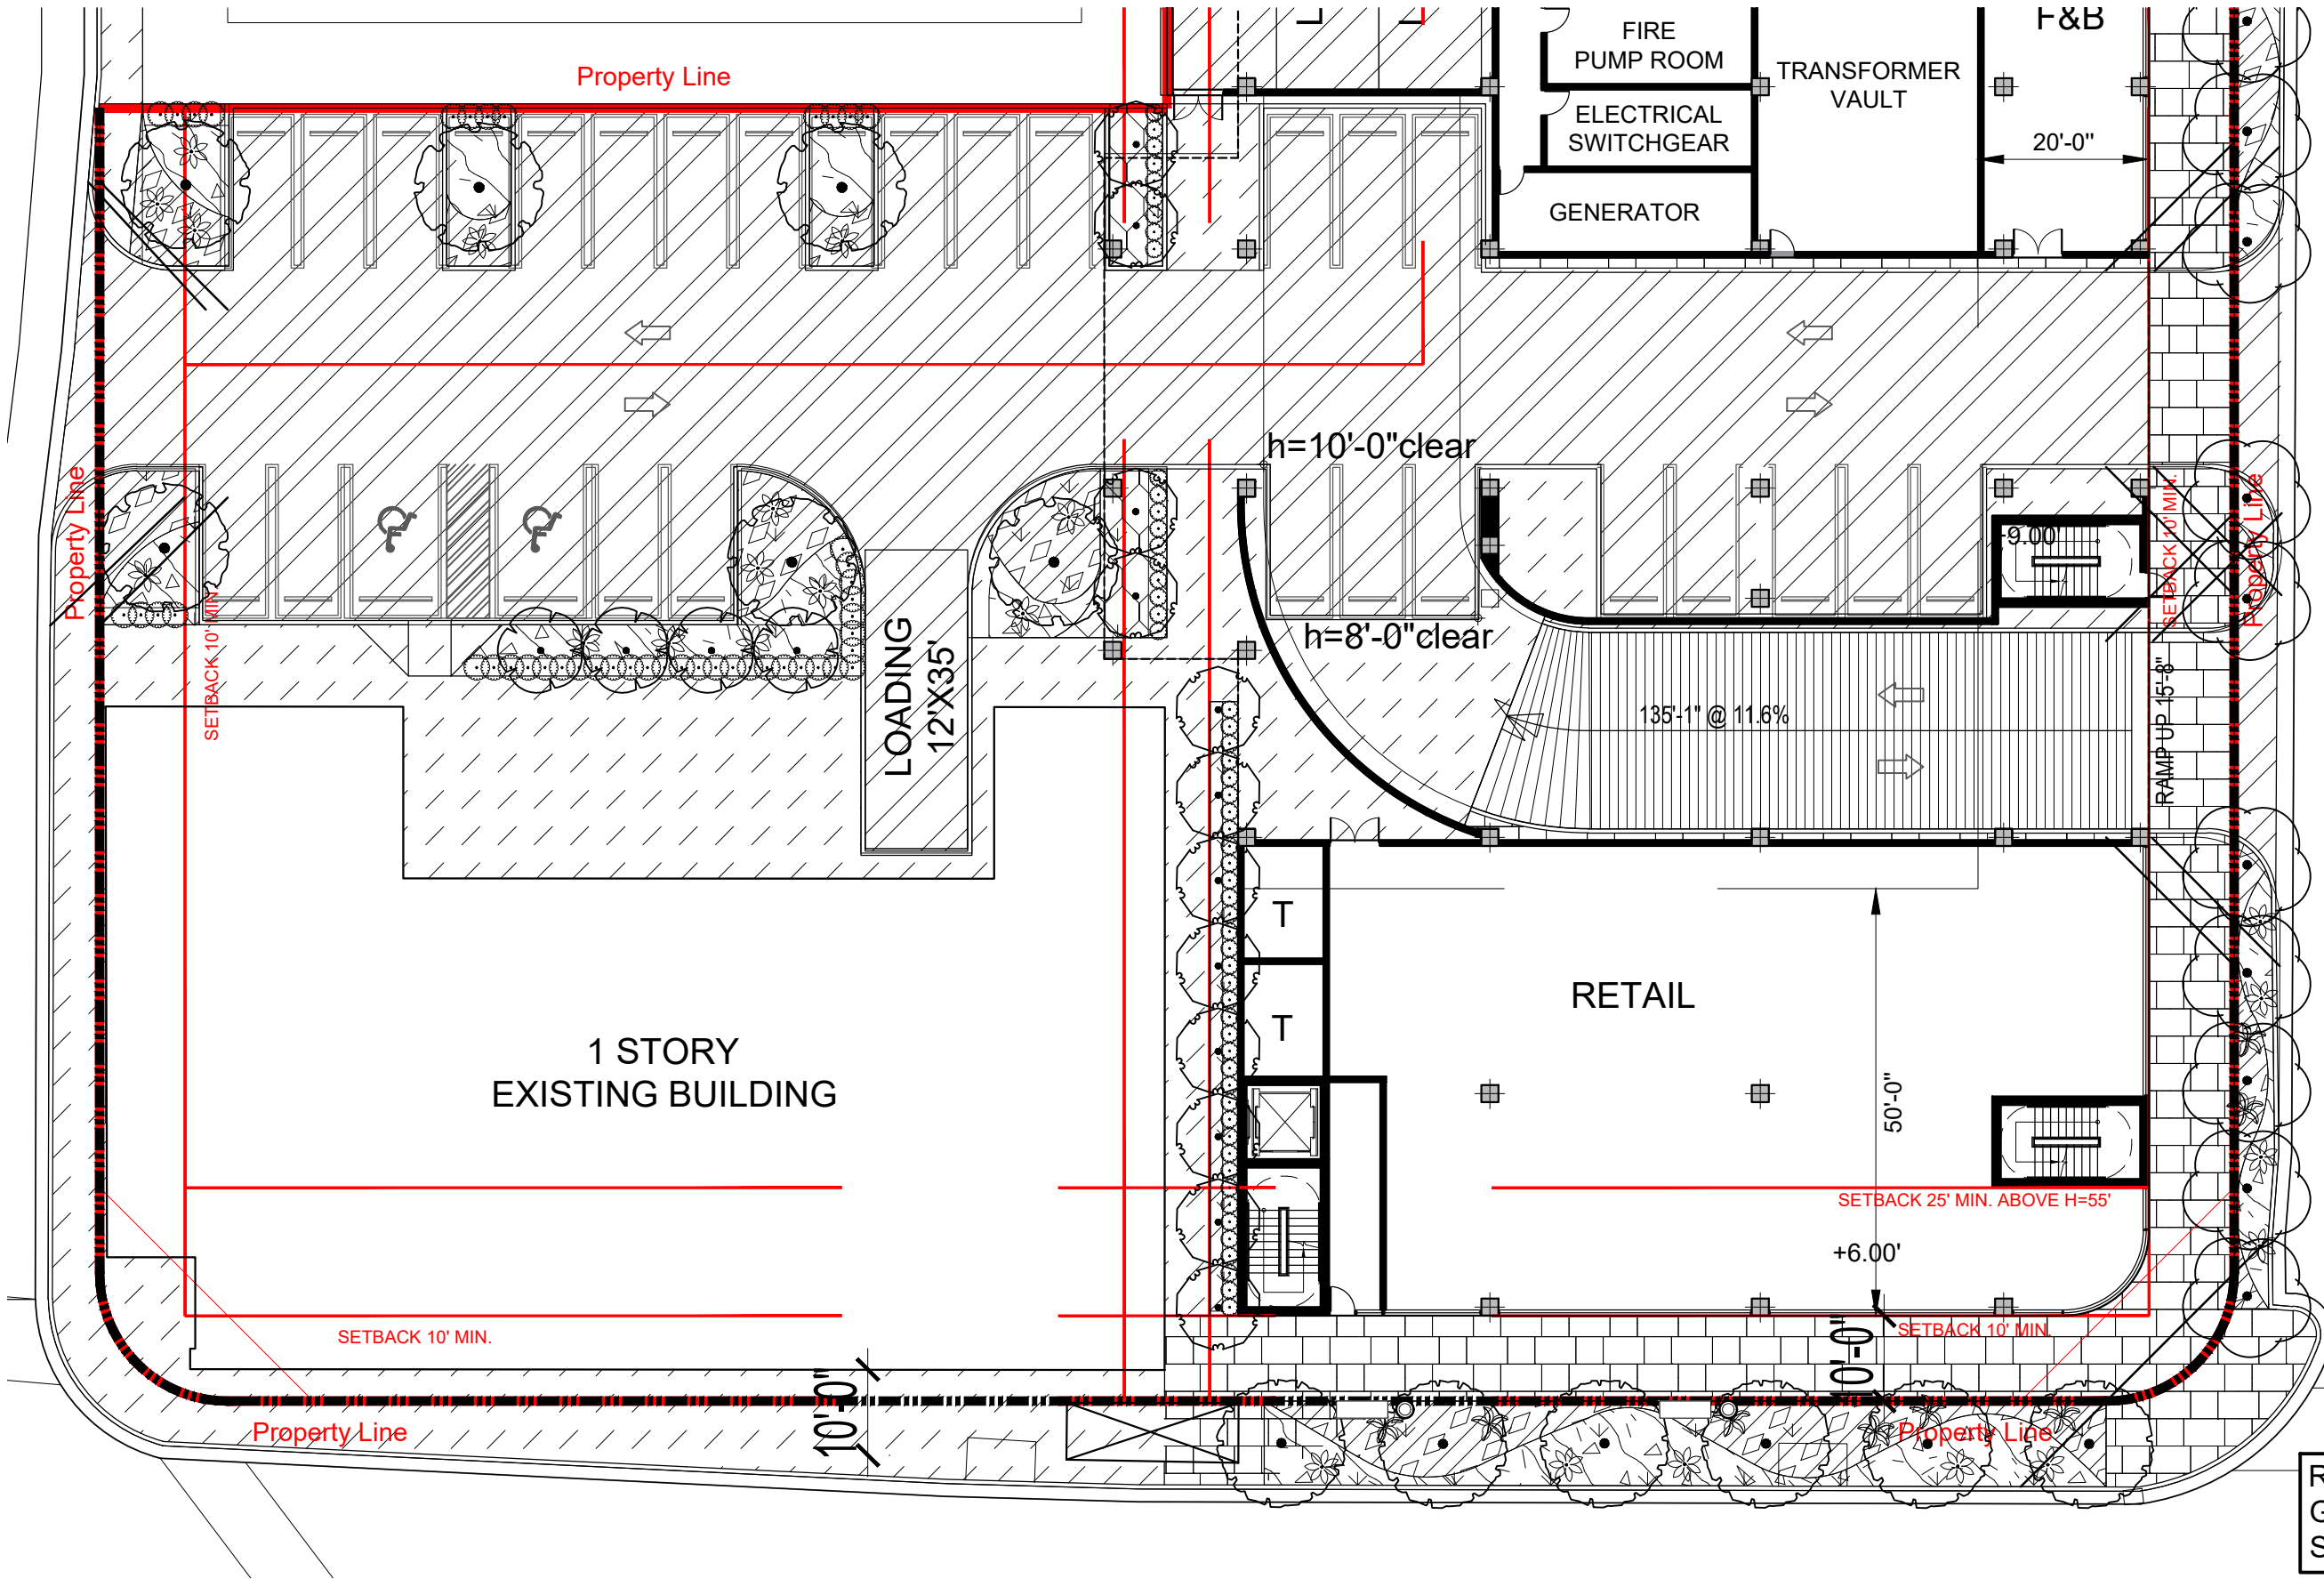 F&B
FIRE
PUMP ROOM
TRANSFORMER
VAULT
Property Line
ELECTRICAL
SWITCHGEAR
20'-0"
GENERATOR
h=10'-0"clear
Property Line
SETBACK 10' MIN.
Property Line
-9.00'
SETBACK 10' MIN.
h=8'-0"clear
LOADING
12'X35'
135'-1" @ 11.6%
RAMP UP 15'-8"
T
RETAIL
T
1 STORY
EXISTING BUILDING
50'-0"
SETBACK 25' MIN. ABOVE H=55'
+6.00'
SETBACK 10' MIN.
SETBACK 10' MIN.
10'-0"
10'-0"
Property Line
Property Line